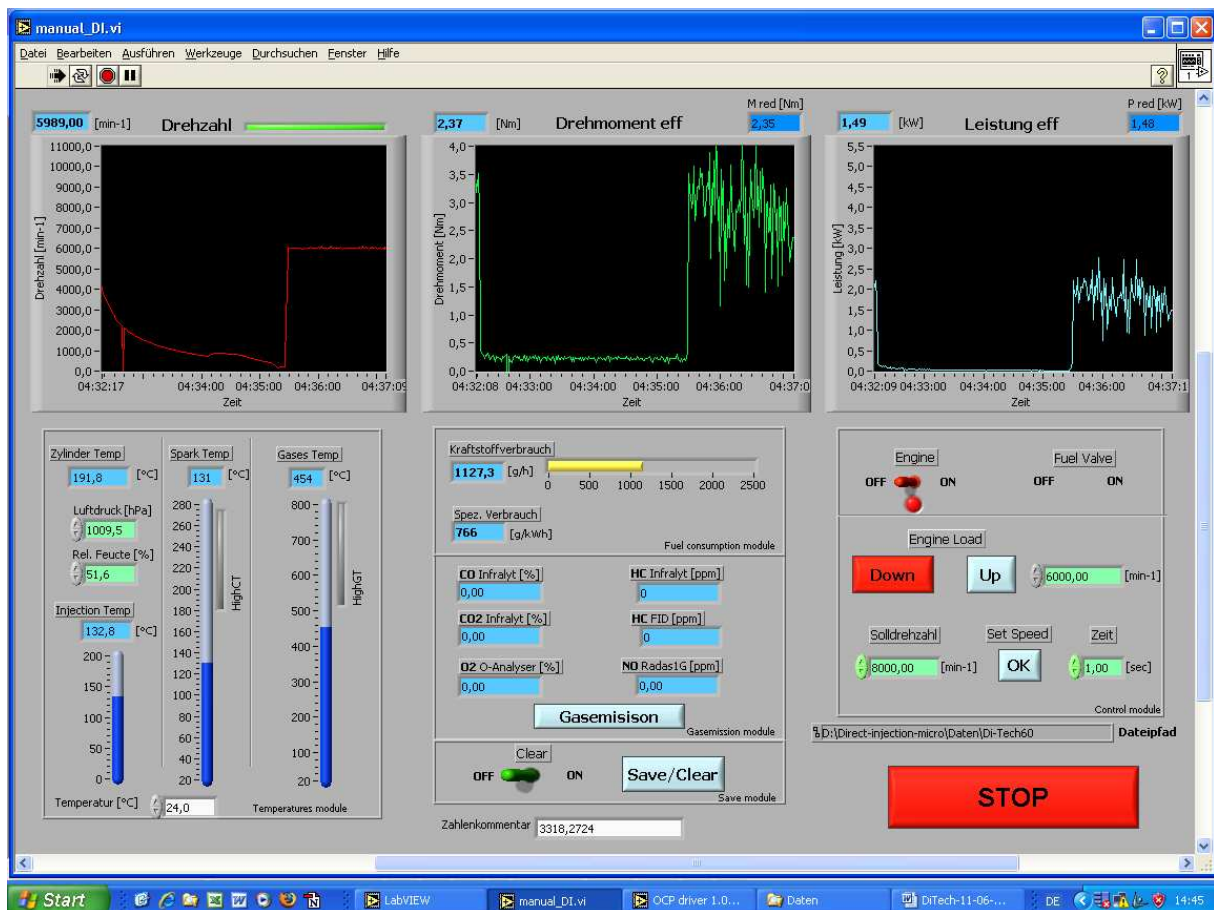 manual_DI.vi
Datei Bearbeiten Ausführen Werkzeuge Durchsuchen Fenster Hilfe
1
5989,00 [min-1] Drehzahl
11000,0
10000,0
9000,0
8000,0
7000,0
6000,0
5000,0
4000,0
3000,0
2000,0
1000,0
0,0
Drehzahl [min-1]
04:32:17 04:34:00 04:35:00 04:36:00 04:37:09
Zeit
2,37 [Nm] Drehmoment eff
M red [Nm]
2,35
4,0
3,5
3,0
2,5
2,0
1,5
1,0
0,5
0,0
Drehmoment [Nm]
04:32:08 04:33:00 04:34:00 04:35:00 04:36:00 04:37:0
Zeit
1,49 [kW] Leistung eff
P red [kW]
1,48
5,5
5,0
4,5
4,0
3,5
3,0
2,5
2,0
1,5
1,0
0,5
0,0
Leistung [kW]
04:32:09 04:33:00 04:34:00 04:35:00 04:36:00 04:37:1
Zeit
Zylinder Temp
191,8 [°C]
Luftdruck [hPa]
1009,5
Rel. Feucte [%]
51,6
Injection Temp
132,8 [°C]
200
150
100
50
0
Spark Temp
131 [°C]
280
260
240
220
200
180
160
140
120
100
80
60
40
20
HighCT
Gases Temp
454 [°C]
800
700
600
500
400
300
200
100
20
HighGT
Temperatur [°C] 24,0
Temperatures module
Kraftstoffverbrauch
1127,3 [g/h]
0 500 1000 1500 2000 2500
Spez. Verbrauch
766 [g/kWh]
Fuel consumption module
CO Infralyt [%]
0,00
HC Infralyt [ppm]
0
CO2 Infralyt [%]
0,00
HC FID [ppm]
0
O2 O-Analyser [%]
0,00
NO Radas1G [ppm]
0,00
Gasemisison
Gasemission module
Clear
OFF ON
Save/Clear
Save module
Zahlenkommentar 3318,2724
Engine
OFF ON
Fuel Valve
OFF ON
Engine Load
Down Up 6000,00 [min-1]
Solldrehzahl Set Speed Zeit
8000,00 [min-1] OK 1,00 [sec]
Control module
D:\Direct-injection-micro\Daten\Di-Tech60 Dateipfad
STOP
Start LabVIEW manual_DI.vi OCP driver 1.0... Daten DiTech-11-06-... DE 14:45